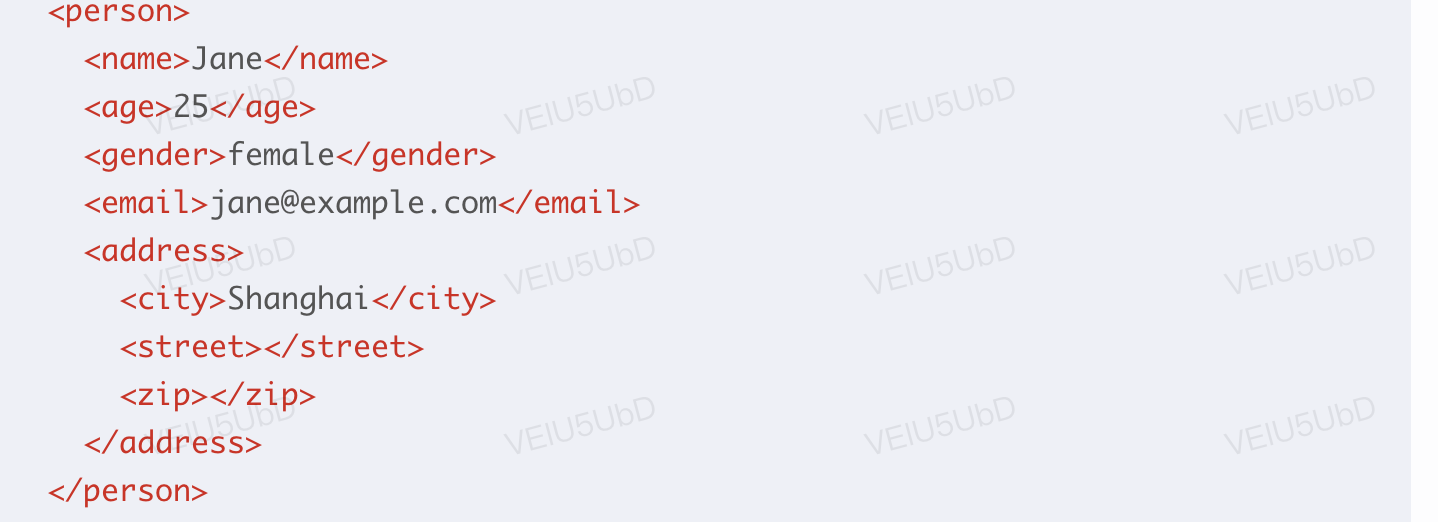 <person>
  <name>Jane</name>
  <age>25</age>
  <gender>female</gender>
  <email>jane@example.com</email>
  <address>
    <city>Shanghai</city>
    <street></street>
    <zip></zip>
  </address>
</person>
VEIU5UbD VEIU5UbD VEIU5UbD VEIU5UbD
VEIU5UbD VEIU5UbD VEIU5UbD VEIU5UbD
VEIU5UbD VEIU5UbD VEIU5UbD VEIU5UbD